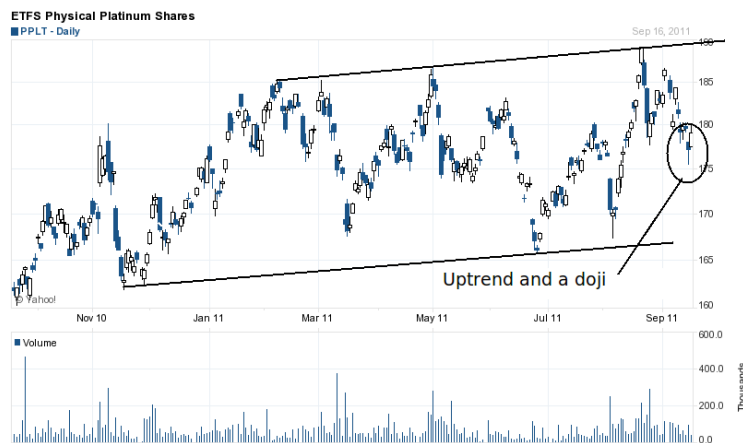 ETFS Physical Platinum Shares
PPLT - Daily
Sep 16, 2011
190
185
180
175
170
165
160
Uptrend and a doji
© Yahoo!
Nov 10 Jan 11 Mar 11 May 11 Jul 11 Sep 11
Volume
600.0
400.0
200.0
0.0
Thousands